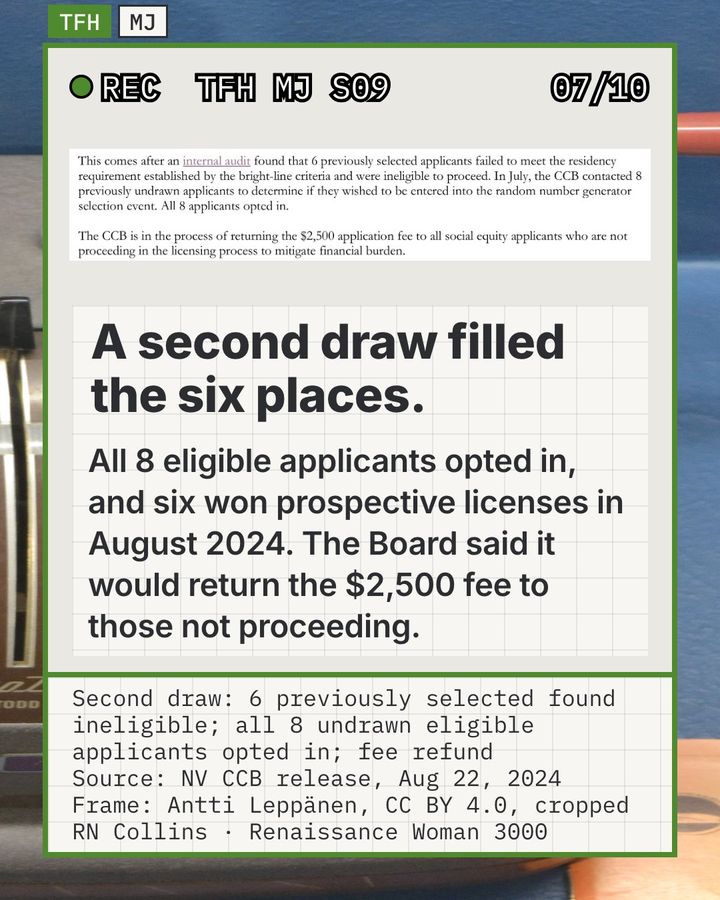 TFH MJ
REC TFH MJ S09 07/10
This comes after an internal audit found that 6 previously selected applicants failed to meet the residency
requirement established by the bright-line criteria and were ineligible to proceed. In July, the CCB contacted 8
previously undrawn applicants to determine if they wished to be entered into the random number generator
selection event. All 8 applicants opted in.
The CCB is in the process of returning the $2,500 application fee to all social equity applicants who are not
proceeding in the licensing process to mitigate financial burden.
A second draw filled
the six places.
All 8 eligible applicants opted in,
and six won prospective licenses in
August 2024. The Board said it
would return the $2,500 fee to
those not proceeding.
Second draw: 6 previously selected found
ineligible; all 8 undrawn eligible
applicants opted in; fee refund
Source: NV CCB release, Aug 22, 2024
Frame: Antti Leppänen, CC BY 4.0, cropped
RN Collins · Renaissance Woman 3000